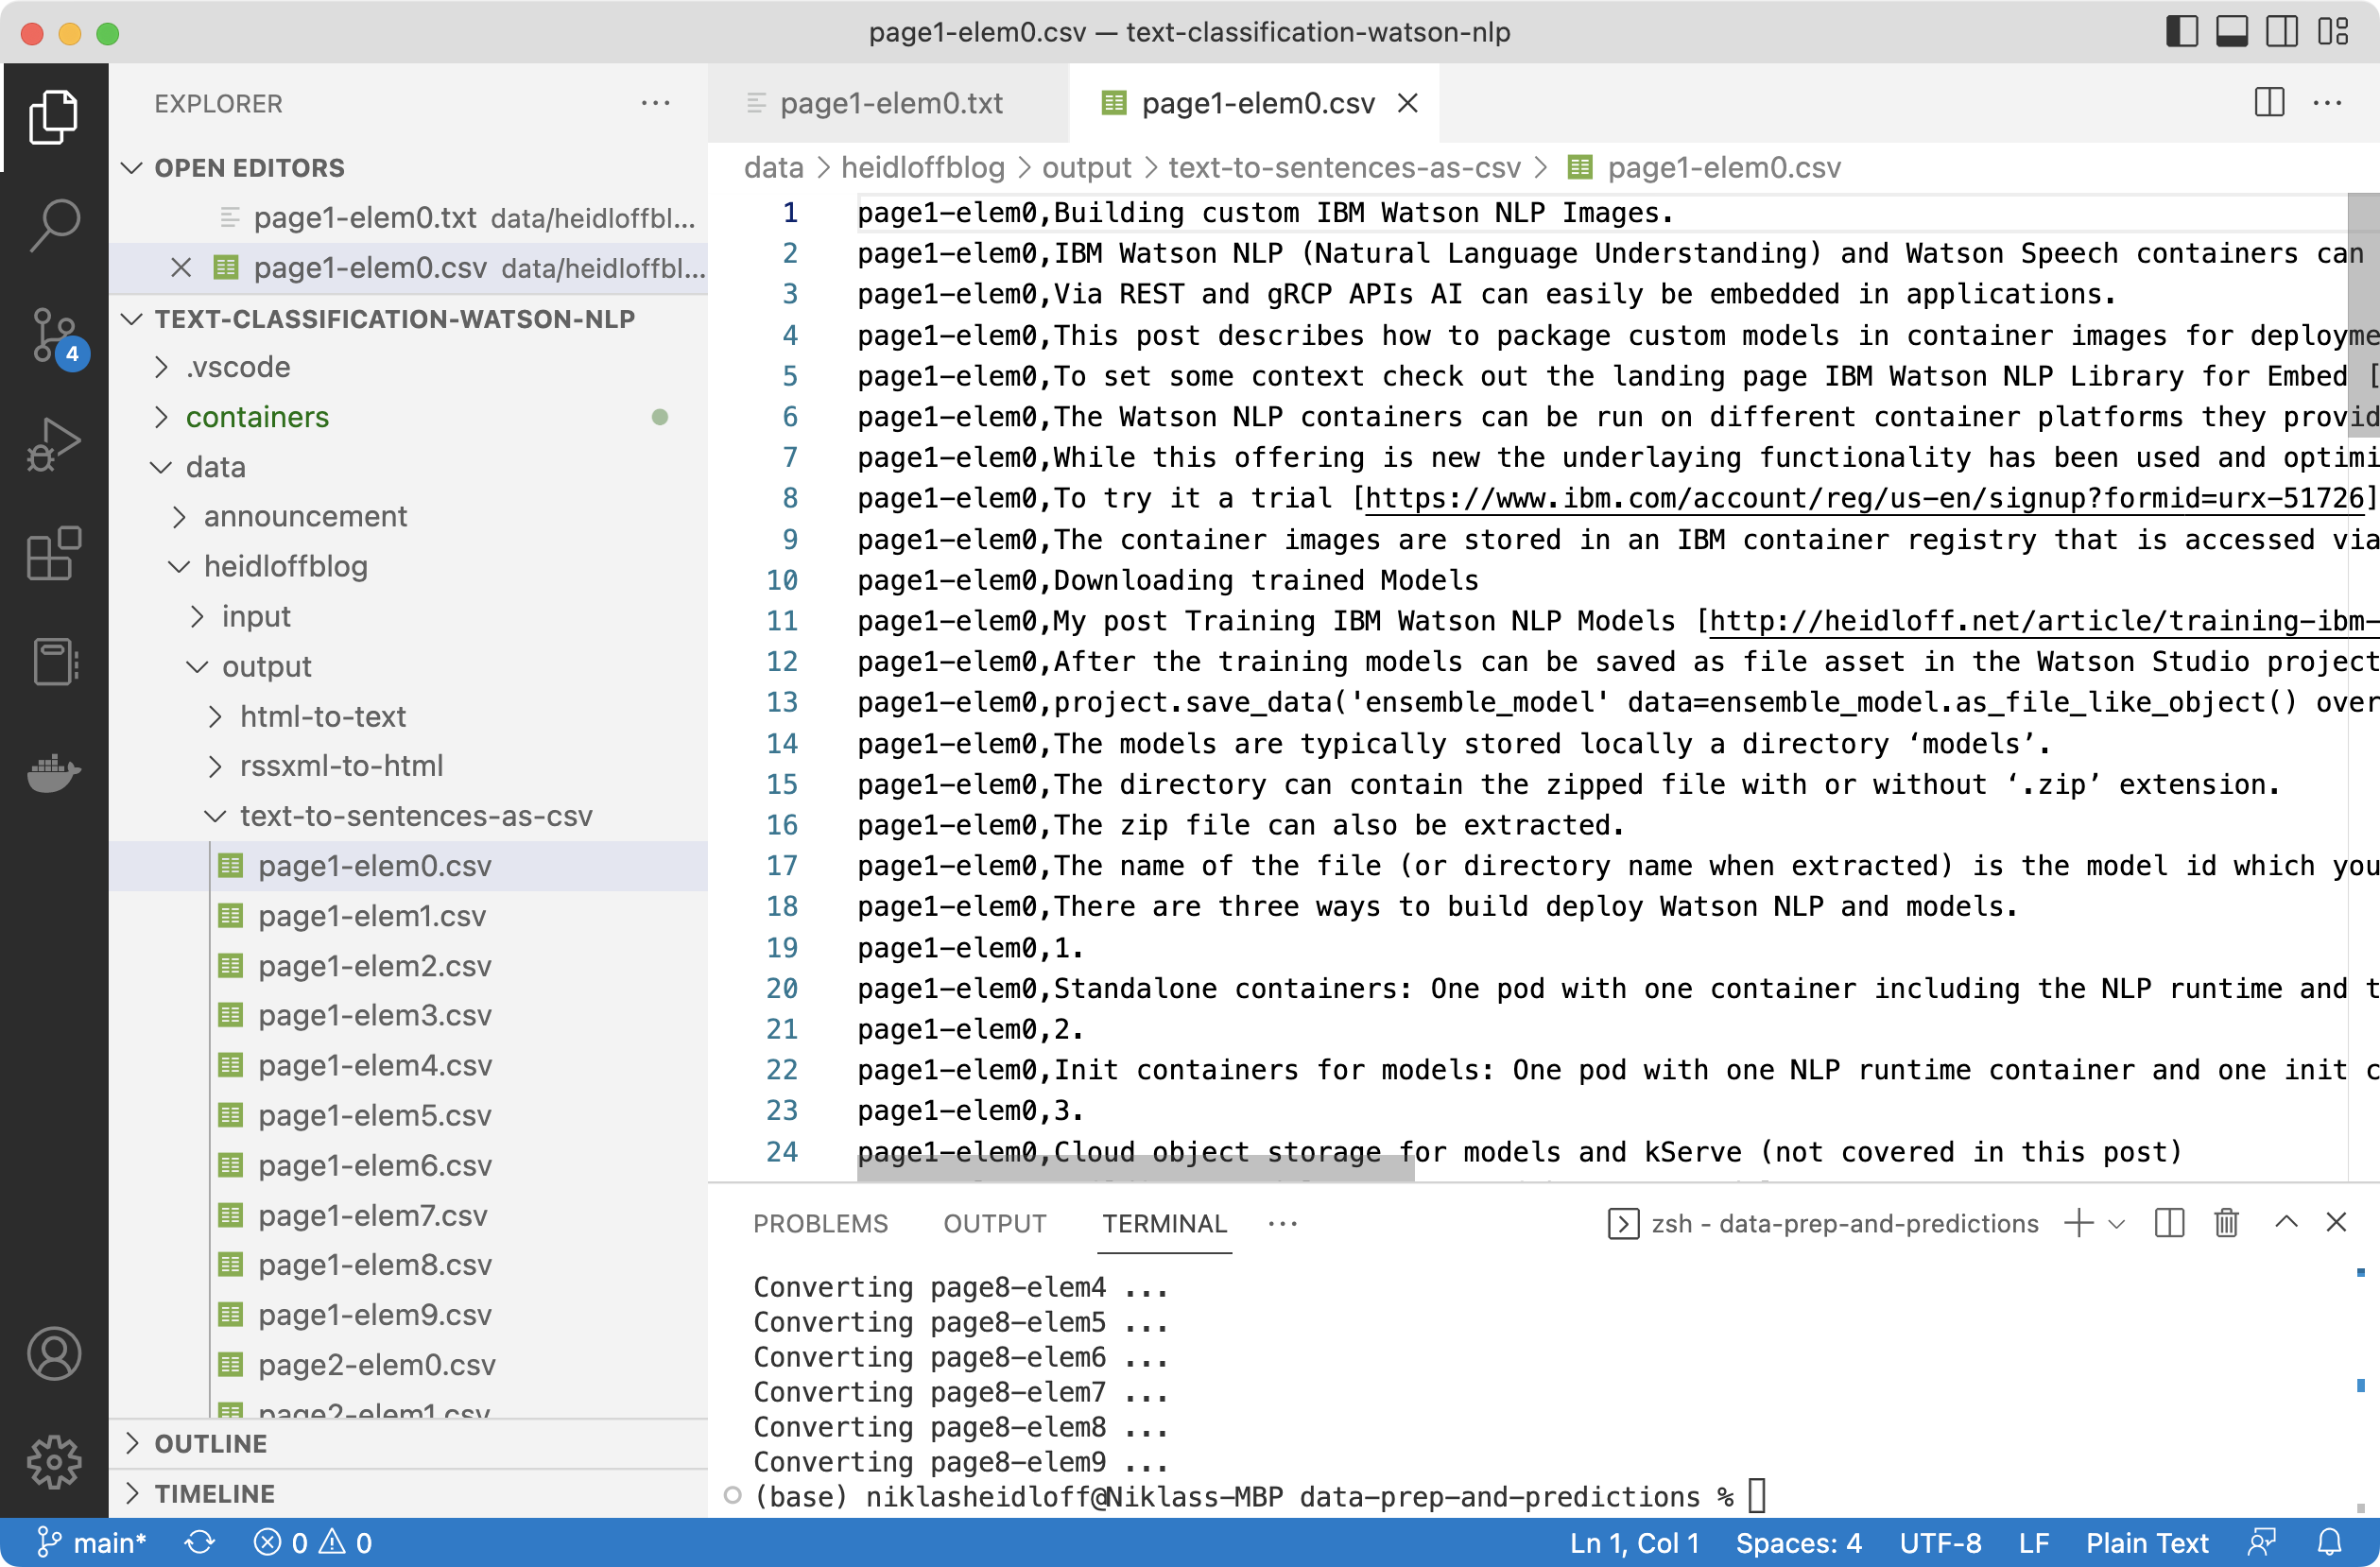 page1-elem0.csv — text-classification-watson-nlp
EXPLORER
OPEN EDITORS
page1-elem0.txt data/heidloffbl...
page1-elem0.csv data/heidloffbl...
TEXT-CLASSIFICATION-WATSON-NLP
.vscode
containers
data
announcement
heidloffblog
input
output
html-to-text
rssxml-to-html
text-to-sentences-as-csv
page1-elem0.csv
page1-elem1.csv
page1-elem2.csv
page1-elem3.csv
page1-elem4.csv
page1-elem5.csv
page1-elem6.csv
page1-elem7.csv
page1-elem8.csv
page1-elem9.csv
page2-elem0.csv
page2-elem1.csv
OUTLINE
TIMELINE
4
page1-elem0.txt
page1-elem0.csv
data > heidloffblog > output > text-to-sentences-as-csv > page1-elem0.csv
1 page1-elem0,Building custom IBM Watson NLP Images.
2 page1-elem0,IBM Watson NLP (Natural Language Understanding) and Watson Speech containers can
3 page1-elem0,Via REST and gRCP APIs AI can easily be embedded in applications.
4 page1-elem0,This post describes how to package custom models in container images for deployme
5 page1-elem0,To set some context check out the landing page IBM Watson NLP Library for Embed [
6 page1-elem0,The Watson NLP containers can be run on different container platforms they provid
7 page1-elem0,While this offering is new the underlaying functionality has been used and optimi
8 page1-elem0,To try it a trial [https://www.ibm.com/account/reg/us-en/signup?formid=urx-51726]
9 page1-elem0,The container images are stored in an IBM container registry that is accessed via
10 page1-elem0,Downloading trained Models
11 page1-elem0,My post Training IBM Watson NLP Models [http://heidloff.net/article/training-ibm-
12 page1-elem0,After the training models can be saved as file asset in the Watson Studio project
13 page1-elem0,project.save_data('ensemble_model' data=ensemble_model.as_file_like_object() over
14 page1-elem0,The models are typically stored locally a directory ‘models’.
15 page1-elem0,The directory can contain the zipped file with or without ‘.zip’ extension.
16 page1-elem0,The zip file can also be extracted.
17 page1-elem0,The name of the file (or directory name when extracted) is the model id which you
18 page1-elem0,There are three ways to build deploy Watson NLP and models.
19 page1-elem0,1.
20 page1-elem0,Standalone containers: One pod with one container including the NLP runtime and t
21 page1-elem0,2.
22 page1-elem0,Init containers for models: One pod with one NLP runtime container and one init c
23 page1-elem0,3.
24 page1-elem0,Cloud object storage for models and kServe (not covered in this post)
PROBLEMS OUTPUT TERMINAL zsh - data-prep-and-predictions
Converting page8-elem4 ...
Converting page8-elem5 ...
Converting page8-elem6 ...
Converting page8-elem7 ...
Converting page8-elem8 ...
Converting page8-elem9 ...
(base) niklasheidloff@Niklass-MBP data-prep-and-predictions %
main* 0 0 Ln 1, Col 1 Spaces: 4 UTF-8 LF Plain Text